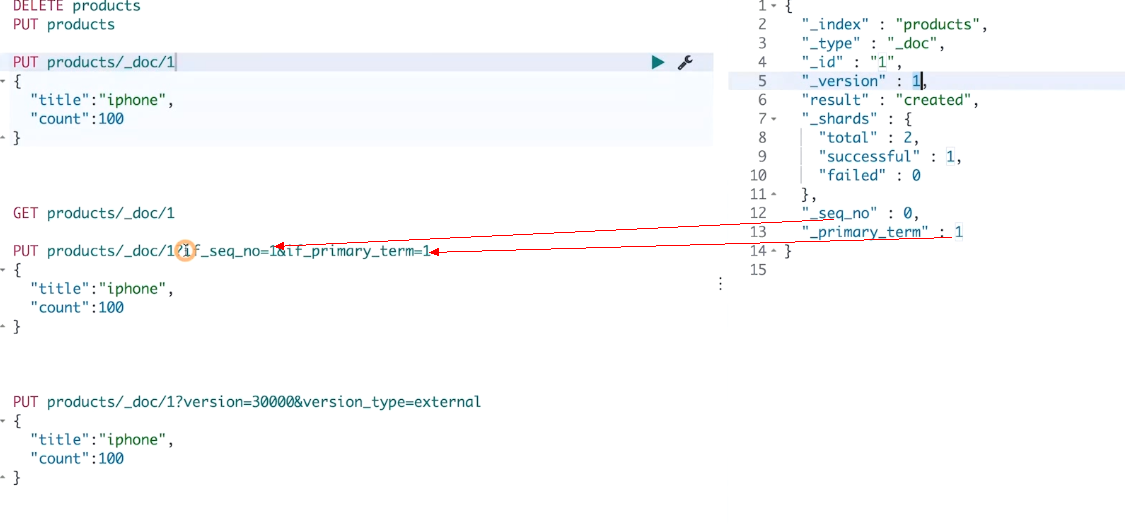 DELETE products
PUT products
PUT products/_doc/1
{
"title":"iphone",
"count":100
}
GET products/_doc/1
PUT products/_doc/1?if_seq_no=1&if_primary_term=1
{
"title":"iphone",
"count":100
}
PUT products/_doc/1?version=30000&version_type=external
{
"title":"iphone",
"count":100
}
1 {
2 "_index" : "products",
3 "_type" : "_doc",
4 "_id" : "1",
5 "_version" : 1,
6 "result" : "created",
7 "_shards" : {
8 "total" : 2,
9 "successful" : 1,
10 "failed" : 0
11 },
12 "_seq_no" : 0,
13 "_primary_term" : 1
14 }
15